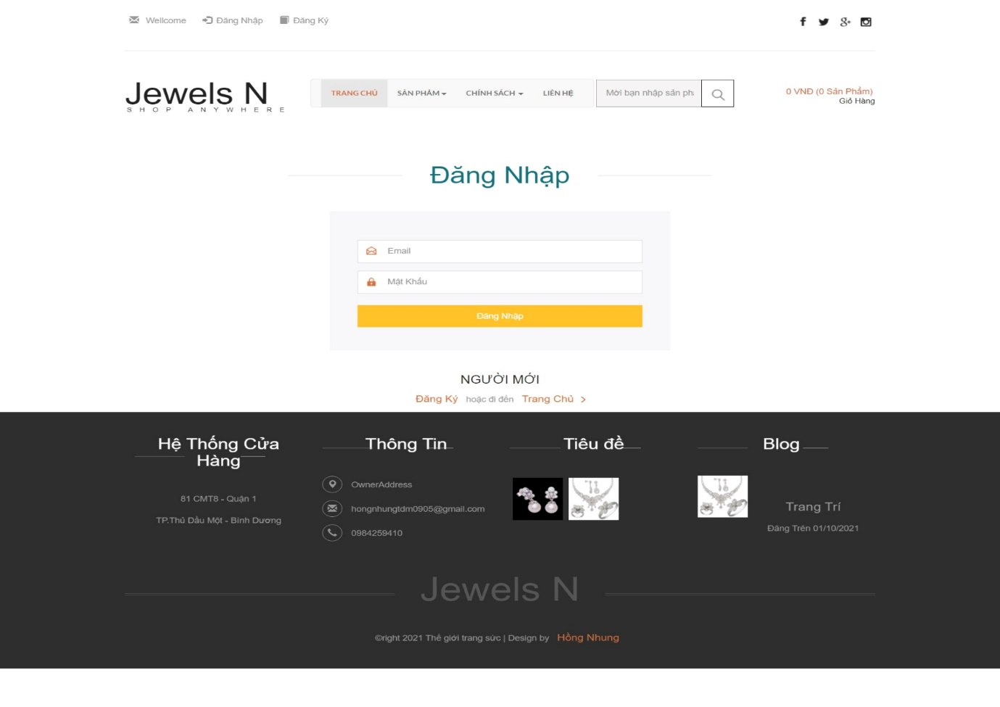 Wellcome Đăng Nhập Đăng Ký
Jewels N
SHOP ANYWHERE
TRANG CHỦ SẢN PHẨM CHÍNH SÁCH LIÊN HỆ
Mời bạn nhập sản phẩ
0 VNĐ (0 Sản Phẩm)
Giỏ Hàng
Đăng Nhập
Email
Mật Khẩu
Đăng Nhập
NGƯỜI MỚI
Đăng Ký hoặc đi đến Trang Chủ >
Hệ Thống Cửa
Hàng
81 CMT8 - Quận 1
TP.Thủ Dầu Một - Bình Dương
Thông Tin
OwnerAddress
hongnhungtdm0905@gmail.com
0984259410
Tiêu đề
Blog
Trang Trí
Đăng Trên 01/10/2021
Jewels N
©right 2021 Thế giới trang sức | Design by Hồng Nhung